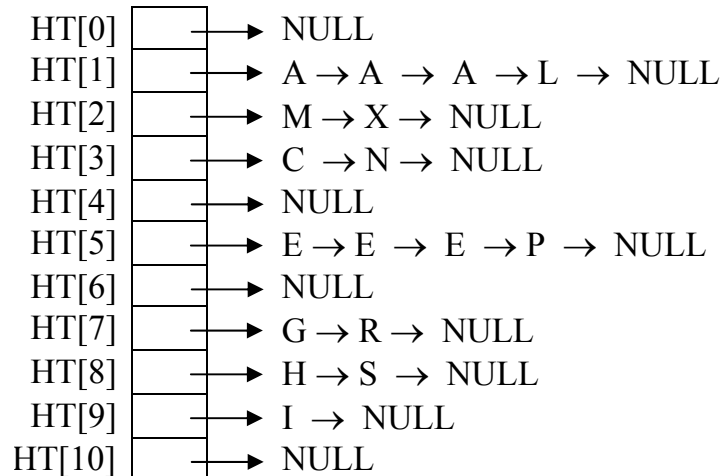 HT[0] → NULL
HT[1] → A → A → A → L → NULL
HT[2] → M → X → NULL
HT[3] → C → N → NULL
HT[4] → NULL
HT[5] → E → E → E → P → NULL
HT[6] → NULL
HT[7] → G → R → NULL
HT[8] → H → S → NULL
HT[9] → I → NULL
HT[10] → NULL